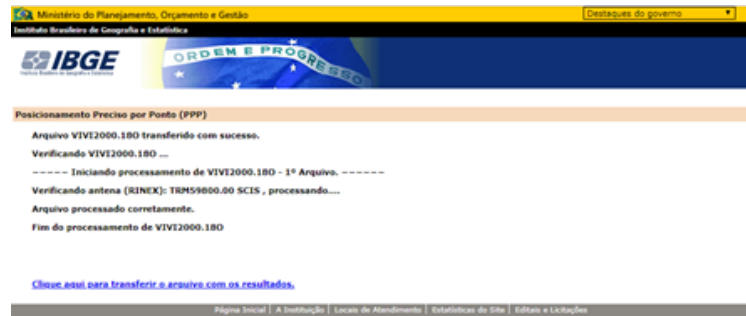 Ministério do Planejamento, Orçamento e Gestão
Destaques do governo
Instituto Brasileiro de Geografia e Estatística
IBGE
ORDEM E PROGRESSO
Posicionamento Preciso por Ponto (PPP)
Arquivo VIVI2000.18O transferido com sucesso.
Verificando VIVI2000.18O ...
----- Iniciando processamento de VIVI2000.18O - 1º Arquivo. ------
Verificando antena (RINEX): TRM59800.00 SCIS , processando....
Arquivo processado corretamente.
Fim do processamento de VIVI2000.18O
Clique aqui para transferir o arquivo com os resultados.
Página Inicial | A Instituição | Locais de Atendimento | Estatísticas do Site | Editais e Licitações